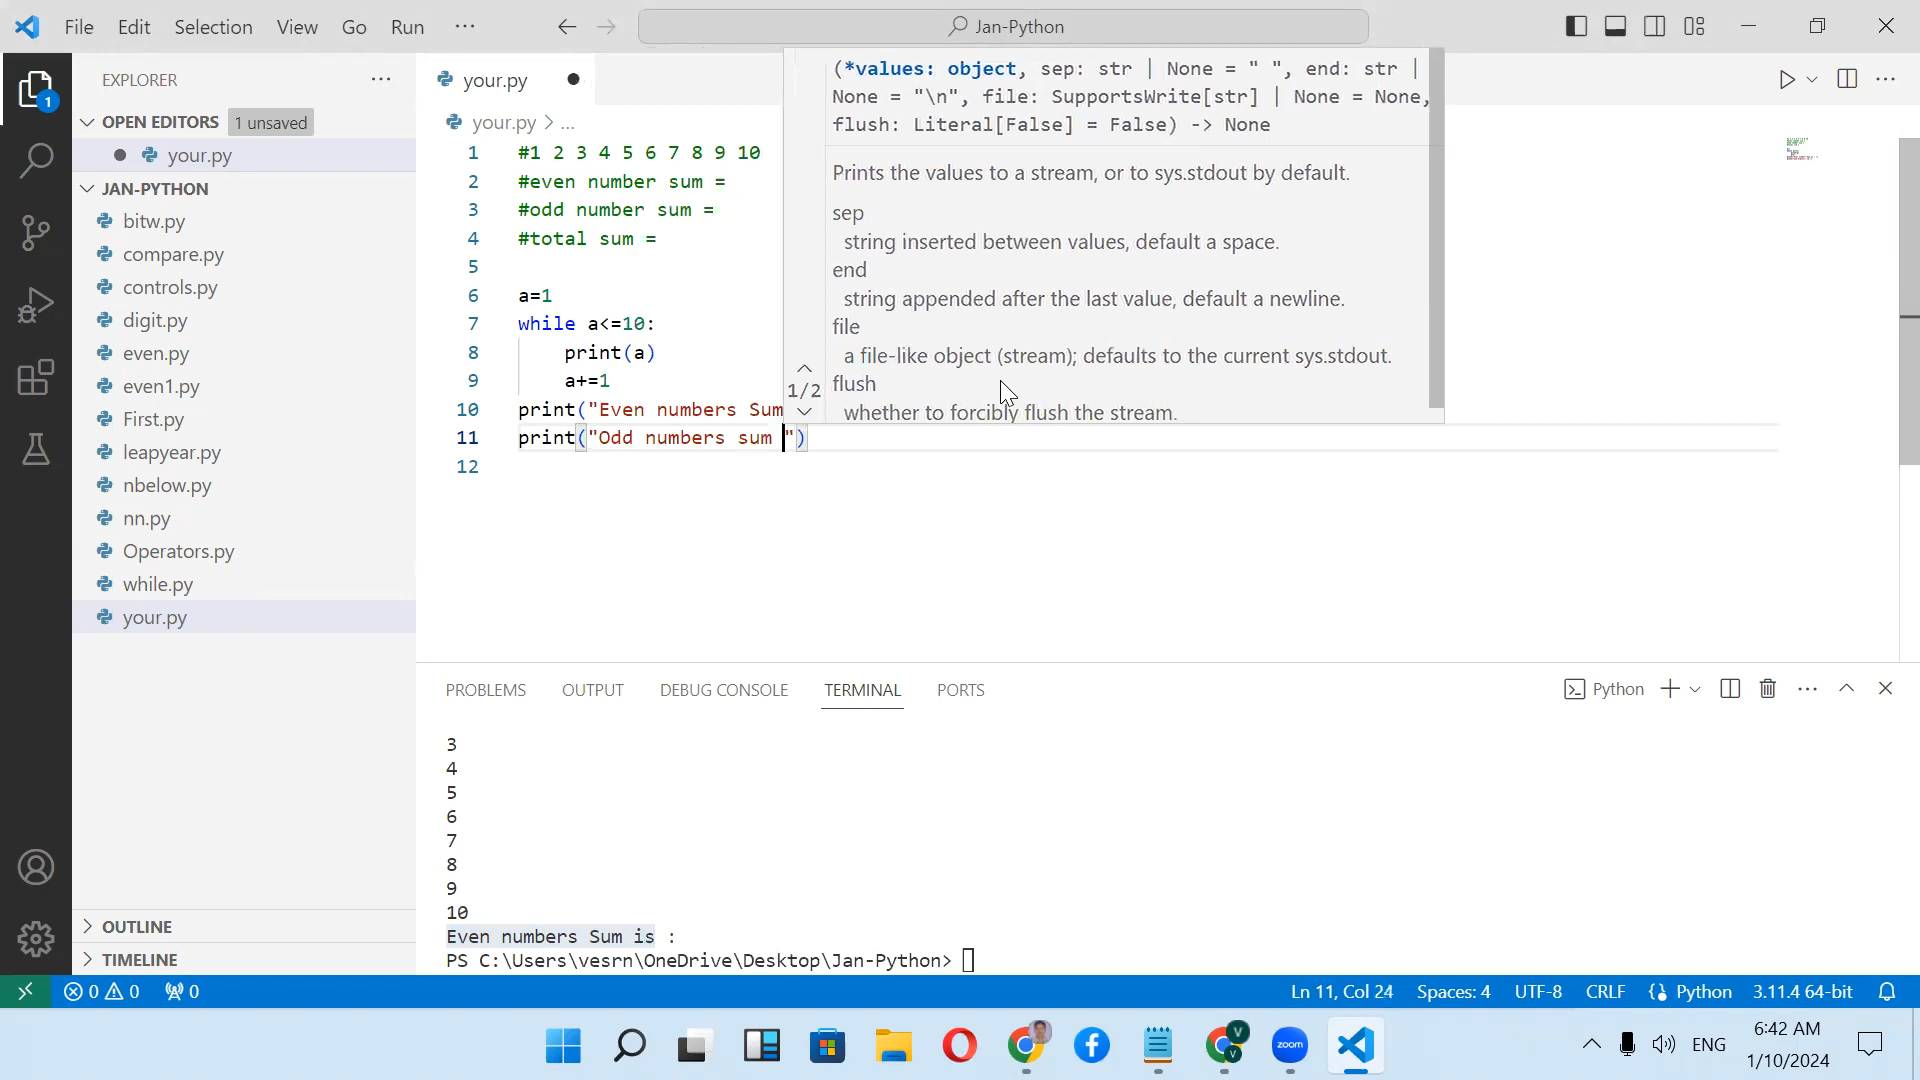 File Edit Selection View Go Run ... Jan-Python
EXPLORER
OPEN EDITORS 1 unsaved
your.py
JAN-PYTHON
bitw.py
compare.py
controls.py
digit.py
even.py
even1.py
First.py
leapyear.py
nbelow.py
nn.py
Operators.py
while.py
your.py
OUTLINE
TIMELINE
your.py
your.py > ...
1 #1 2 3 4 5 6 7 8 9 10
2 #even number sum =
3 #odd number sum =
4 #total sum =
5
6 a=1
7 while a<=10:
8 print(a)
9 a+=1
10 print("Even numbers Sum
11 print("Odd numbers sum ")
12
(*values: object, sep: str | None = " ", end: str |
None = "\n", file: SupportsWrite[str] | None = None,
flush: Literal[False] = False) -> None
Prints the values to a stream, or to sys.stdout by default.
sep
string inserted between values, default a space.
end
string appended after the last value, default a newline.
file
a file-like object (stream); defaults to the current sys.stdout.
flush
whether to forcibly flush the stream.
1/2
PROBLEMS OUTPUT DEBUG CONSOLE TERMINAL PORTS
Python
3
4
5
6
7
8
9
10
Even numbers Sum is :
PS C:\Users\vesrn\OneDrive\Desktop\Jan-Python>
1
0 0 0
Ln 11, Col 24 Spaces: 4 UTF-8 CRLF Python 3.11.4 64-bit
V
V
zoom
ENG
6:42 AM
1/10/2024